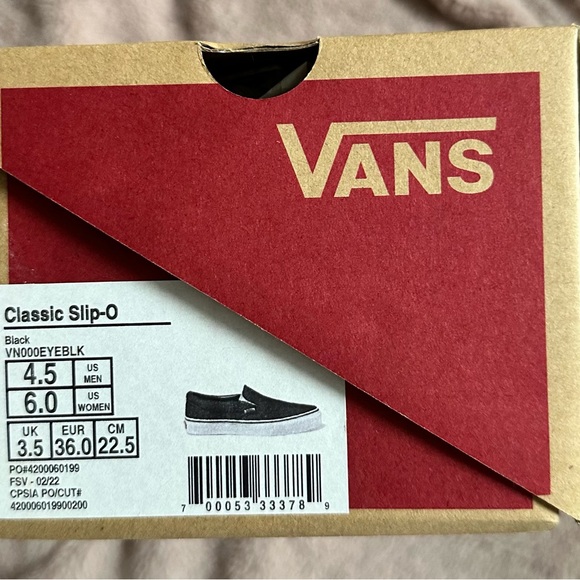 VANS
Classic Slip-O
Black
VN000EYEBLK
4.5 US MEN
6.0 US WOMEN
UK EUR CM
3.5 36.0 22.5
PO#4200060199
FSV - 02/22
CPSIA PO/CUT#
420006019900200
7 00053 33378 9